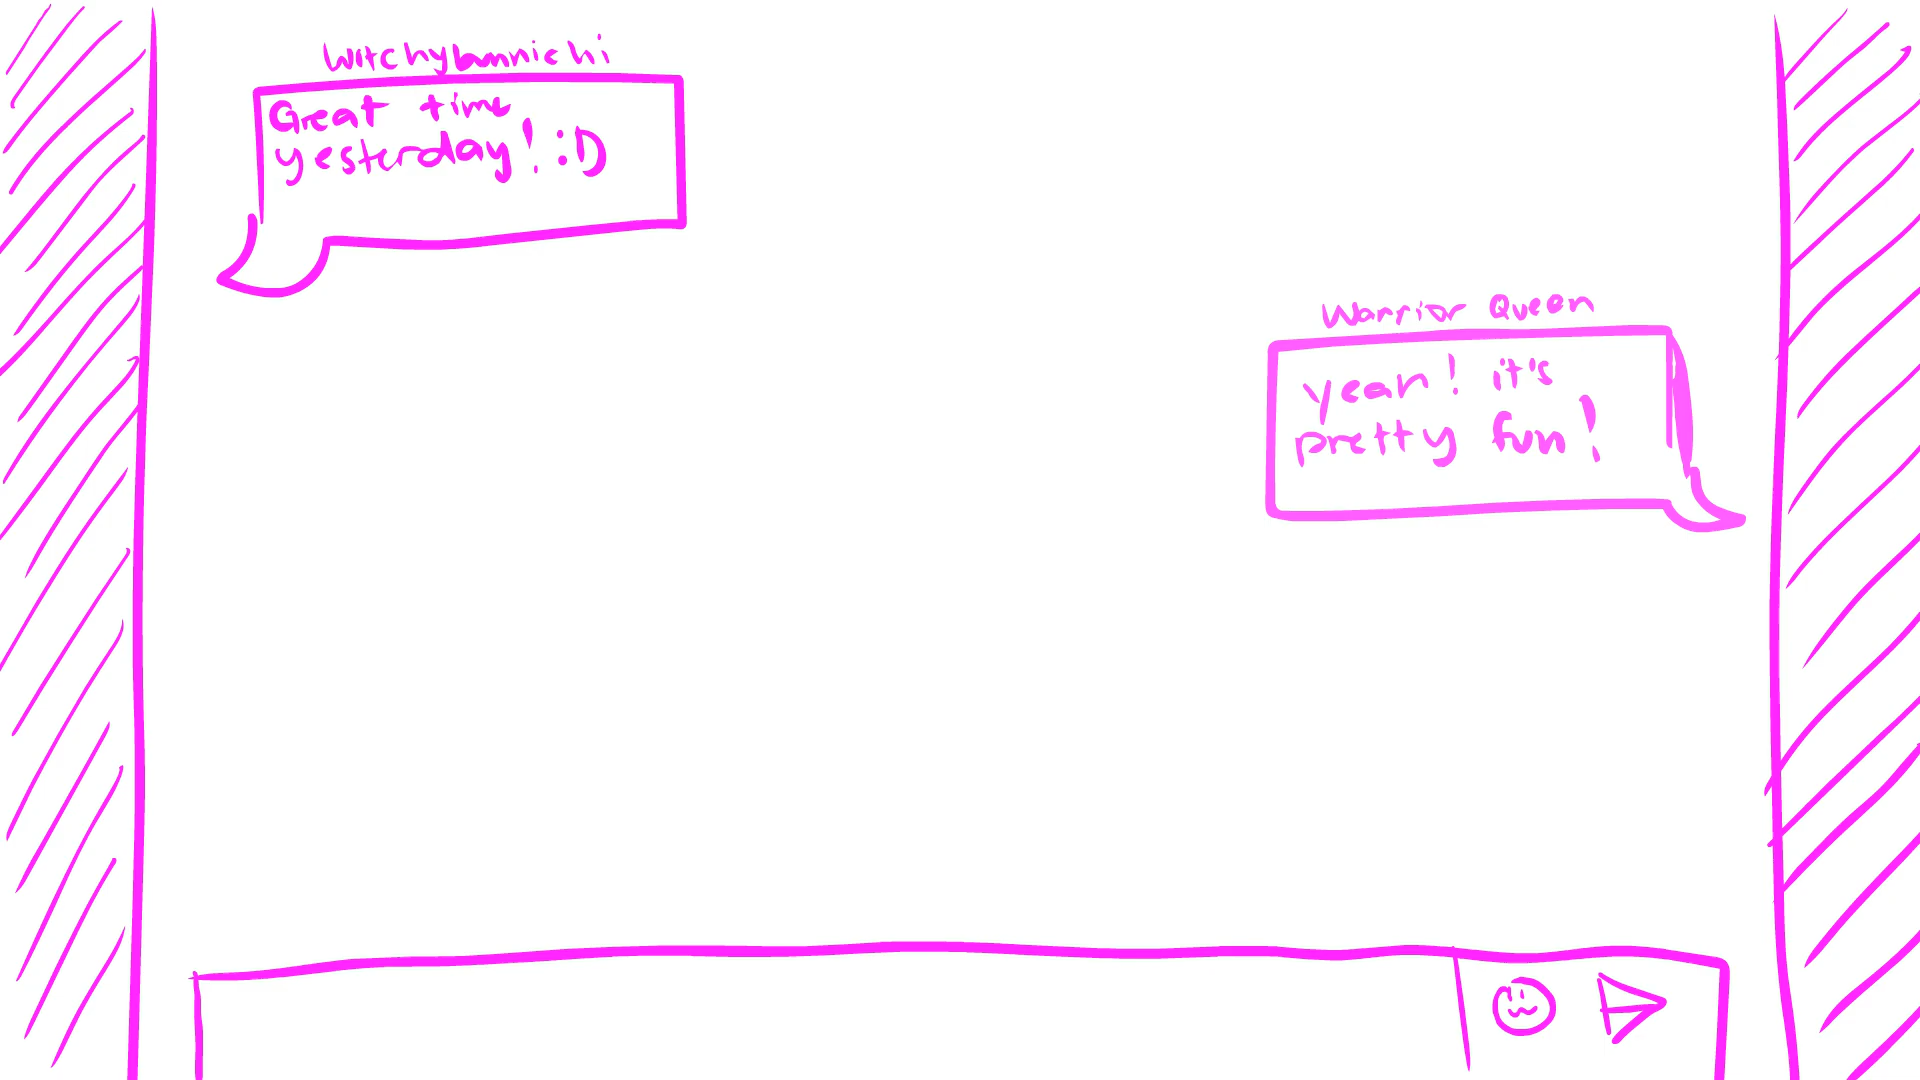 Great time
yesterday! :D
Warrior Queen
yeah! it's
pretty fun!